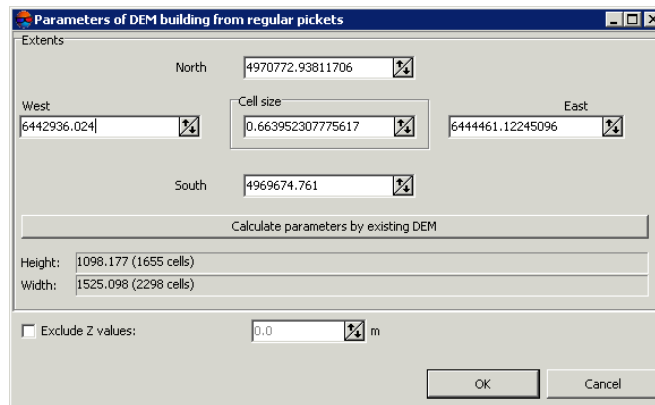 Parameters of DEM building from regular pickets
Extents
North 4970772.93811706
West Cell size East
6442936.024 0.663952307775617 6444461.12245096
South 4969674.761
Calculate parameters by existing DEM
Height: 1098.177 (1655 cells)
Width: 1525.098 (2298 cells)
Exclude Z values: 0.0 m
OK Cancel